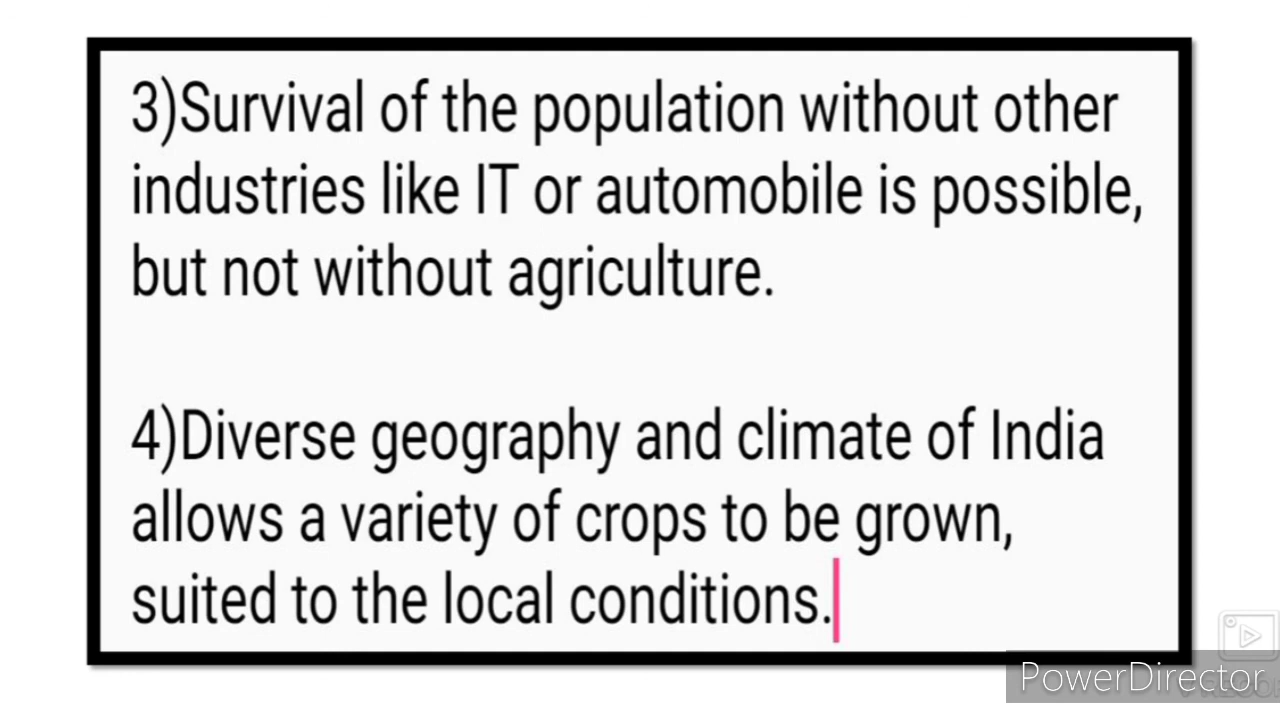 3)Survival of the population without other
industries like IT or automobile is possible,
but not without agriculture.
4)Diverse geography and climate of India
allows a variety of crops to be grown,
suited to the local conditions.
PowerDirector